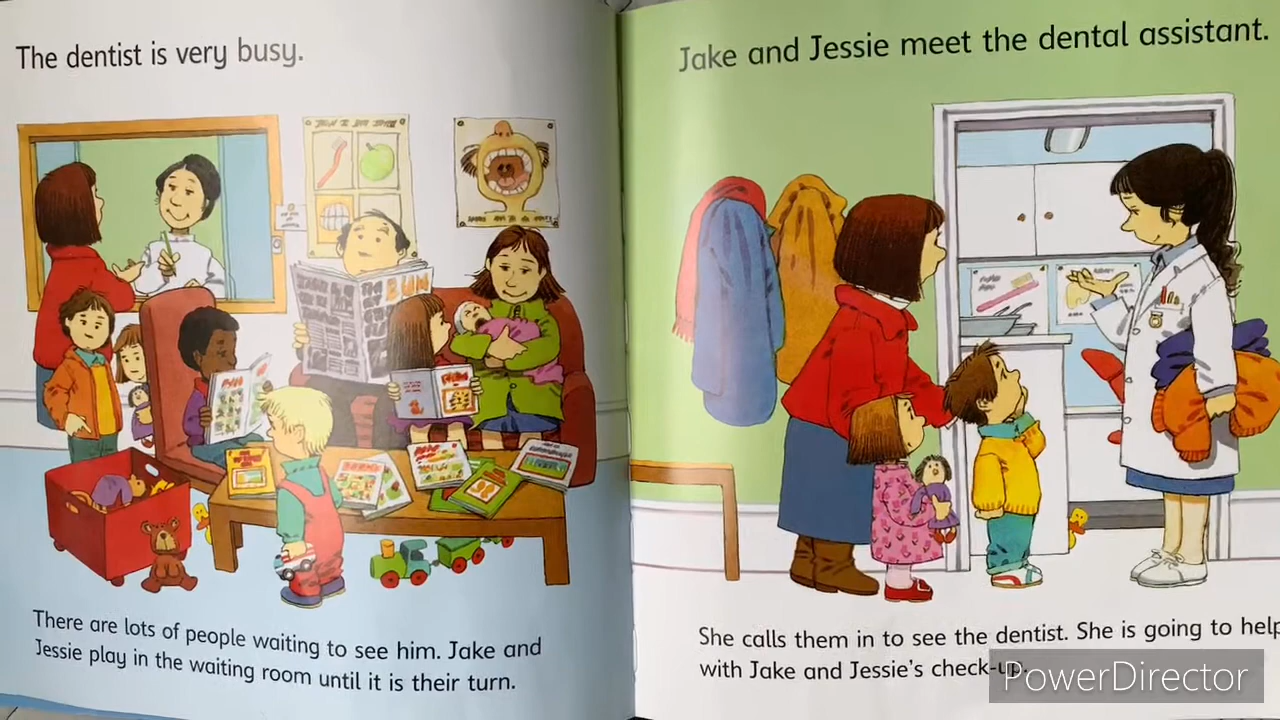 The dentist is very busy.
There are lots of people waiting to see him. Jake and
Jessie play in the waiting room until it is their turn.
Jake and Jessie meet the dental assistant.
She calls them in to see the dentist. She is going to help
with Jake and Jessie's check-up.
PowerDirector